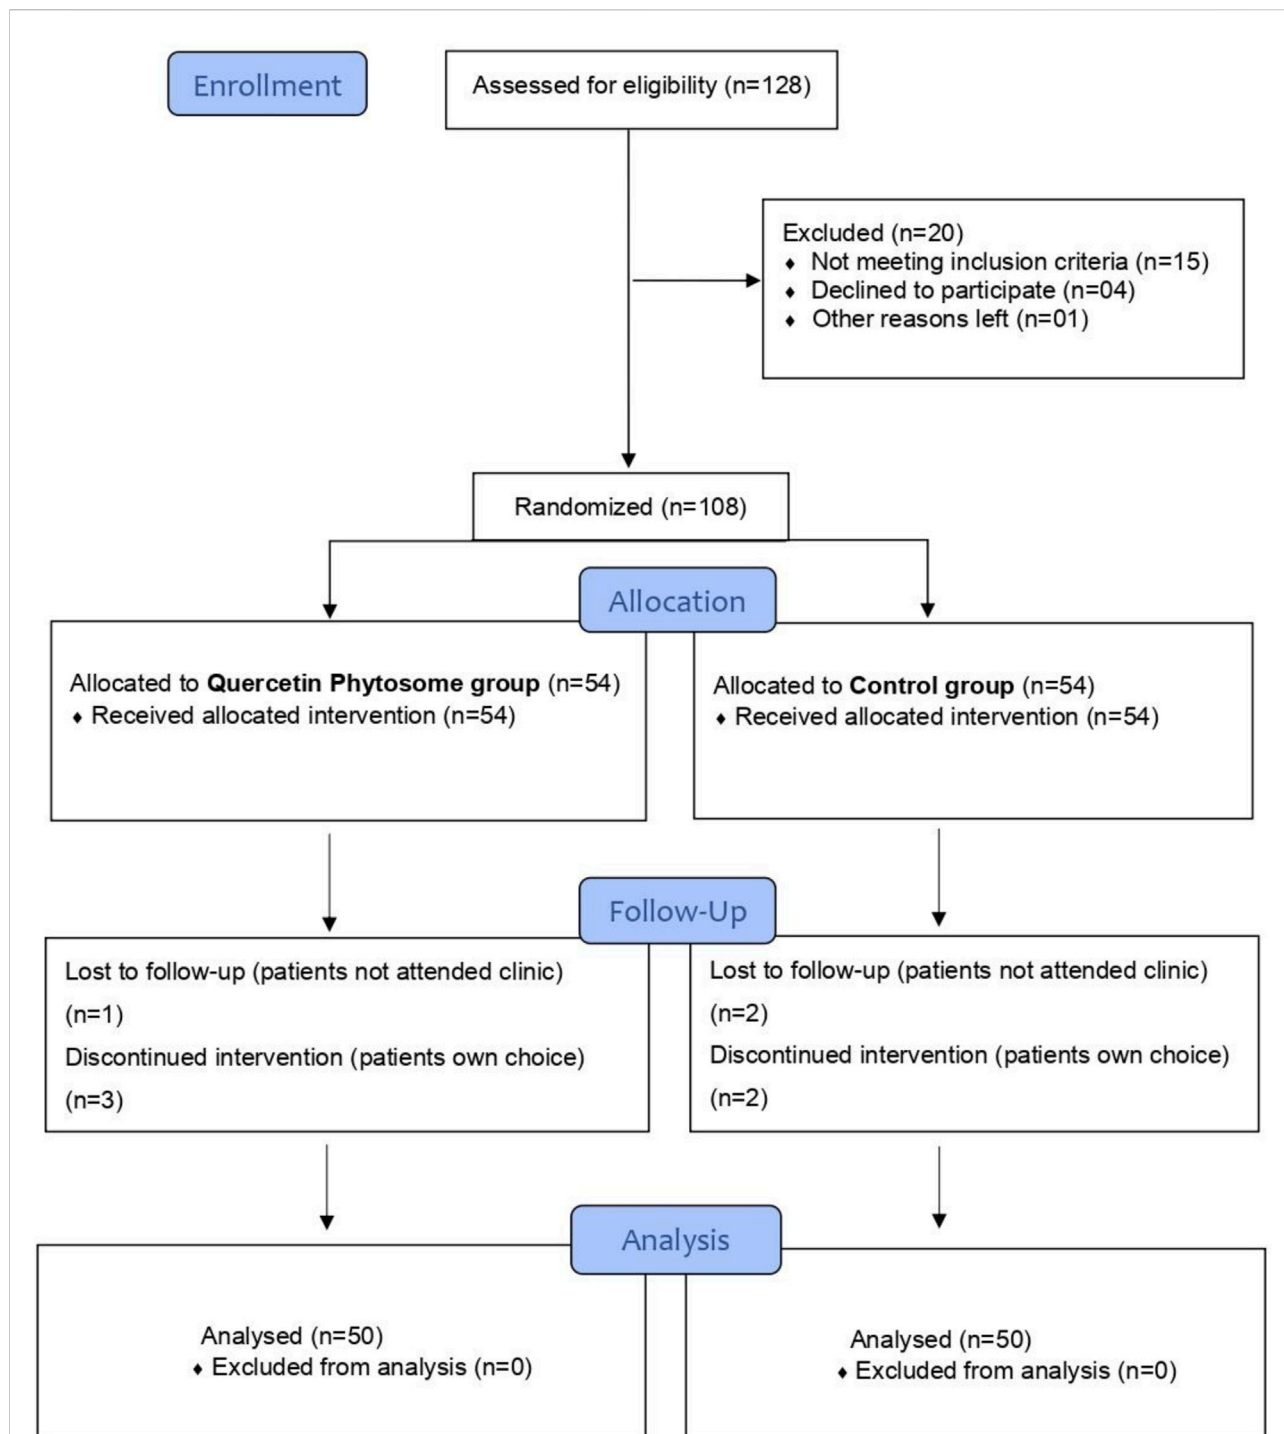 Enrollment
Assessed for eligibility (n=128)
Excluded (n=20)
♦ Not meeting inclusion criteria (n=15)
♦ Declined to participate (n=04)
♦ Other reasons left (n=01)
Randomized (n=108)
Allocation
Allocated to Quercetin Phytosome group (n=54)
♦ Received allocated intervention (n=54)
Allocated to Control group (n=54)
♦ Received allocated intervention (n=54)
Follow-Up
Lost to follow-up (patients not attended clinic)
(n=1)
Discontinued intervention (patients own choice)
(n=3)
Lost to follow-up (patients not attended clinic)
(n=2)
Discontinued intervention (patients own choice)
(n=2)
Analysis
Analysed (n=50)
♦ Excluded from analysis (n=0)
Analysed (n=50)
♦ Excluded from analysis (n=0)